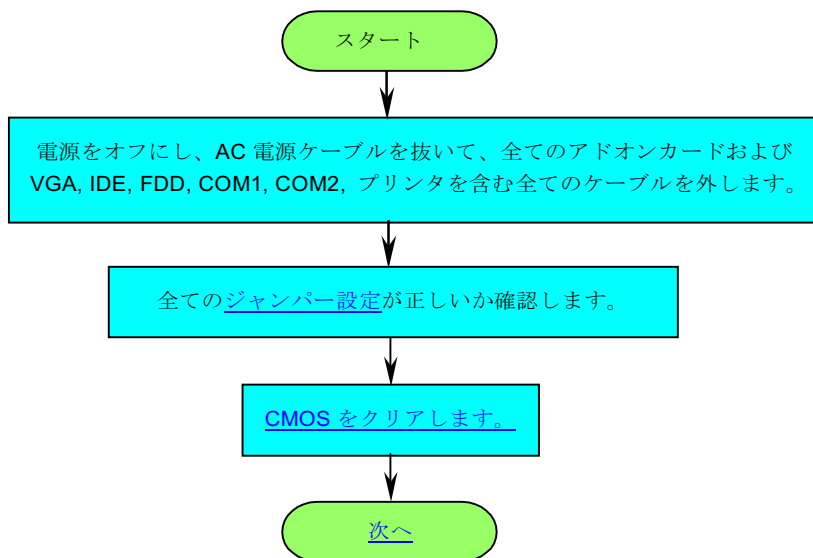 スタート
電源をオフにし、AC 電源ケーブルを抜いて、全てのアドオンカードおよび
VGA, IDE, FDD, COM1, COM2, プリンタを含む全てのケーブルを外します。
全てのジャンパー設定が正しいか確認します。
CMOS をクリアします。
次へ